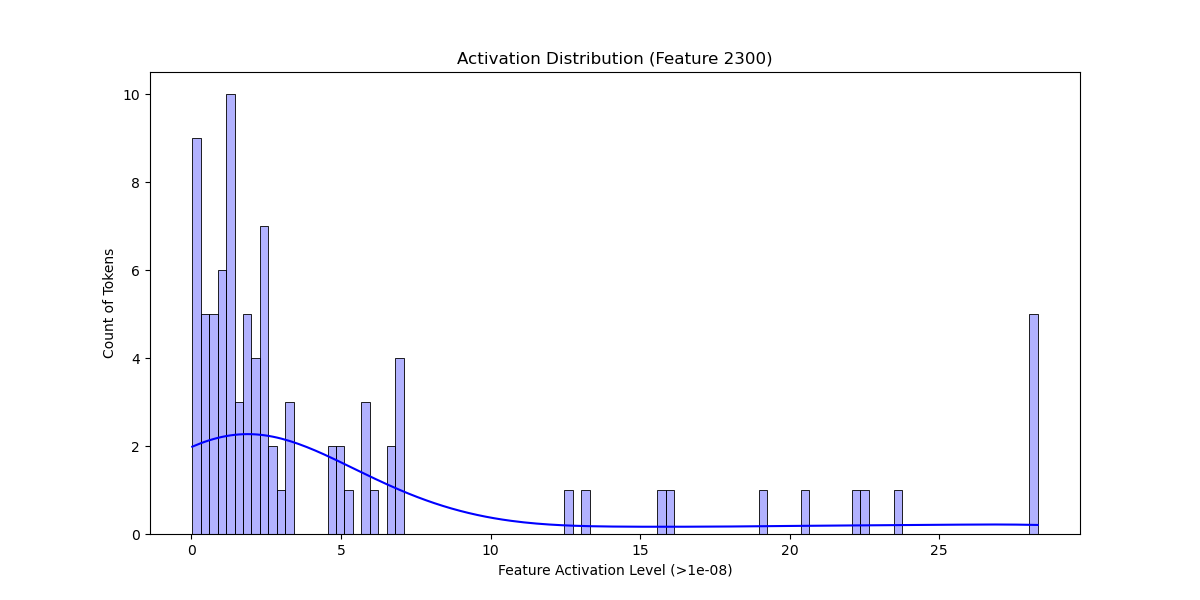 Activation Distribution (Feature 2300)
10
8
6
4
2
0
Count of Tokens
0 5 10 15 20 25
Feature Activation Level (>1e-08)